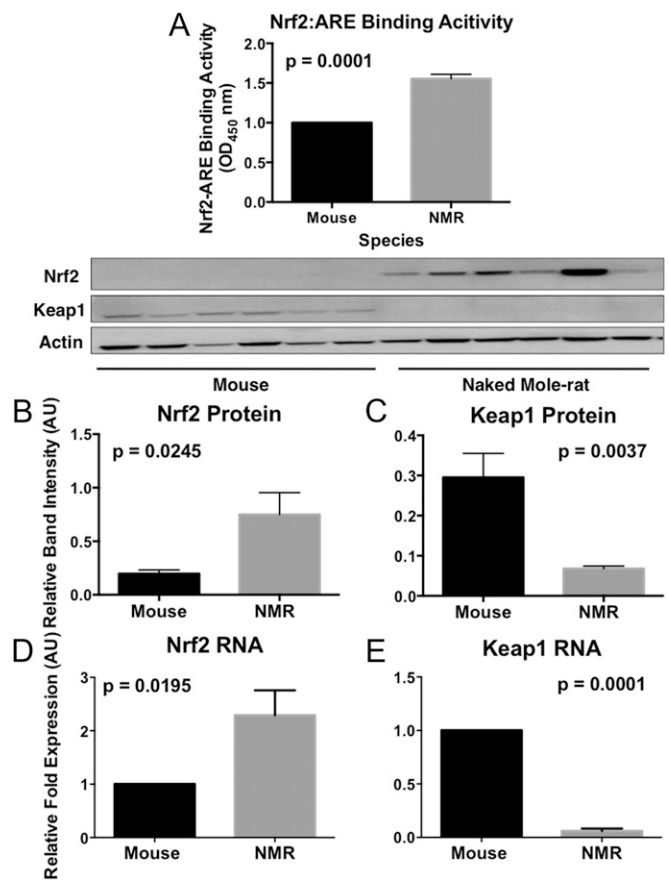 A
Nrf2:ARE Binding Acitivity
Nrf2-ARE Binding Activity
(OD450 nm)
2.0
1.5
1.0
0.5
0.0
p = 0.0001
Mouse NMR
Species
Nrf2
Keap1
Actin
Mouse Naked Mole-rat
B
Nrf2 Protein
Relative Band Intensity (AU)
1.5
1.0
0.5
0.0
p = 0.0245
Mouse NMR
C
Keap1 Protein
0.4
0.3
0.2
0.1
0.0
p = 0.0037
Mouse NMR
D
Nrf2 RNA
Relative Fold Expression (AU)
3
2
1
0
p = 0.0195
Mouse NMR
E
Keap1 RNA
1.5
1.0
0.5
0.0
p = 0.0001
Mouse NMR